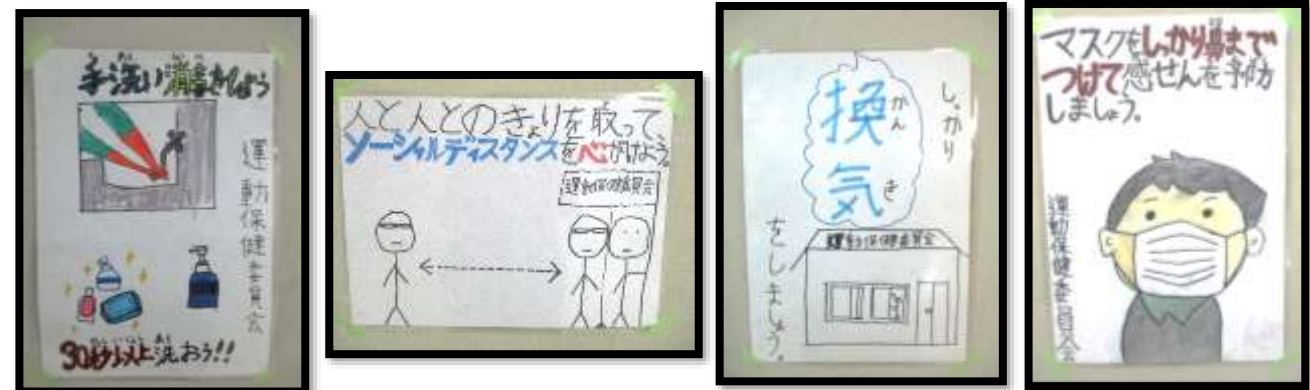 手洗い消毒をしよう
運動保健委員会
30秒以上洗おう!!
人と人とのきょりを取って、
ソーシャルディスタンスを心がけよう。
運動保健委員会
しっかり
換気
かんき
をしましょう。
運動保健委員会
マスクをしっかり鼻まで
つけて感せんを予防
しましょう。
運動保健委員会